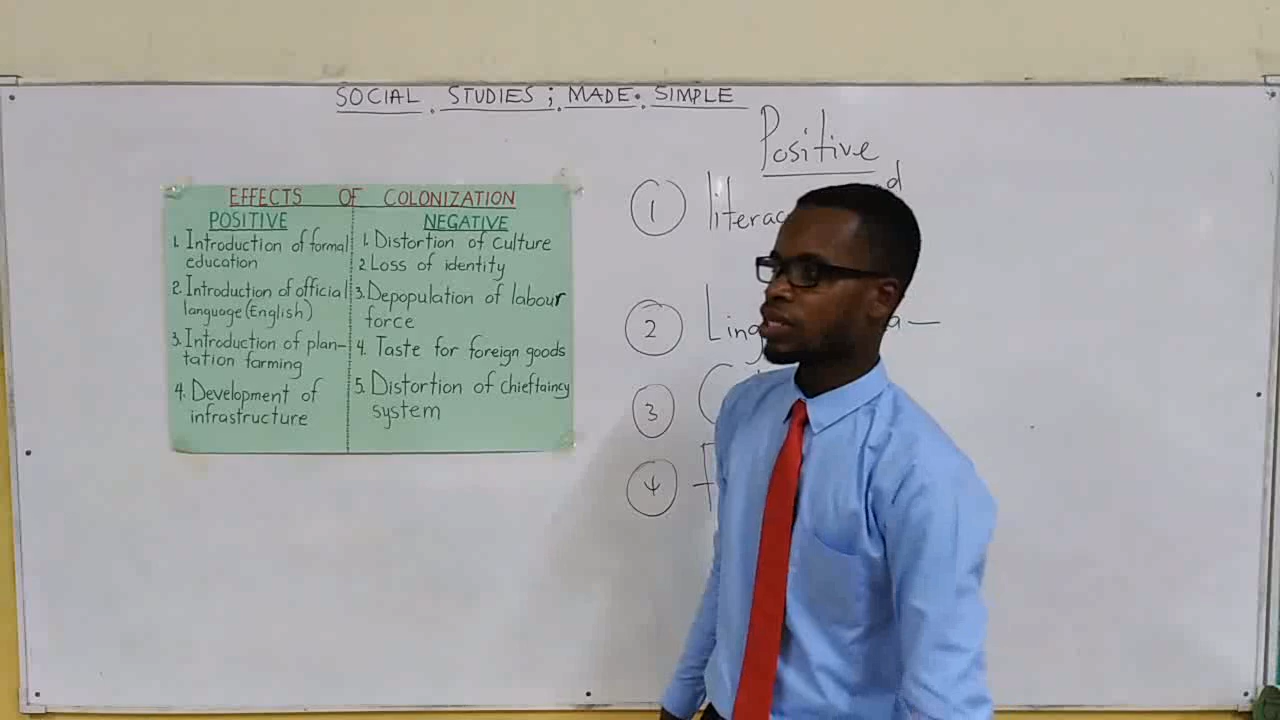 SOCIAL STUDIES ; MADE SIMPLE
EFFECTS OF COLONIZATION
POSITIVE
1. Introduction of formal
education
2. Introduction of official
language (English)
3. Introduction of plan-
tation farming
4. Development of
infrastructure
NEGATIVE
1. Distortion of culture
2. Loss of identity
3. Depopulation of labour
force
4. Taste for foreign goods
5. Distortion of chieftaincy
system
Positive
1
2
3
4